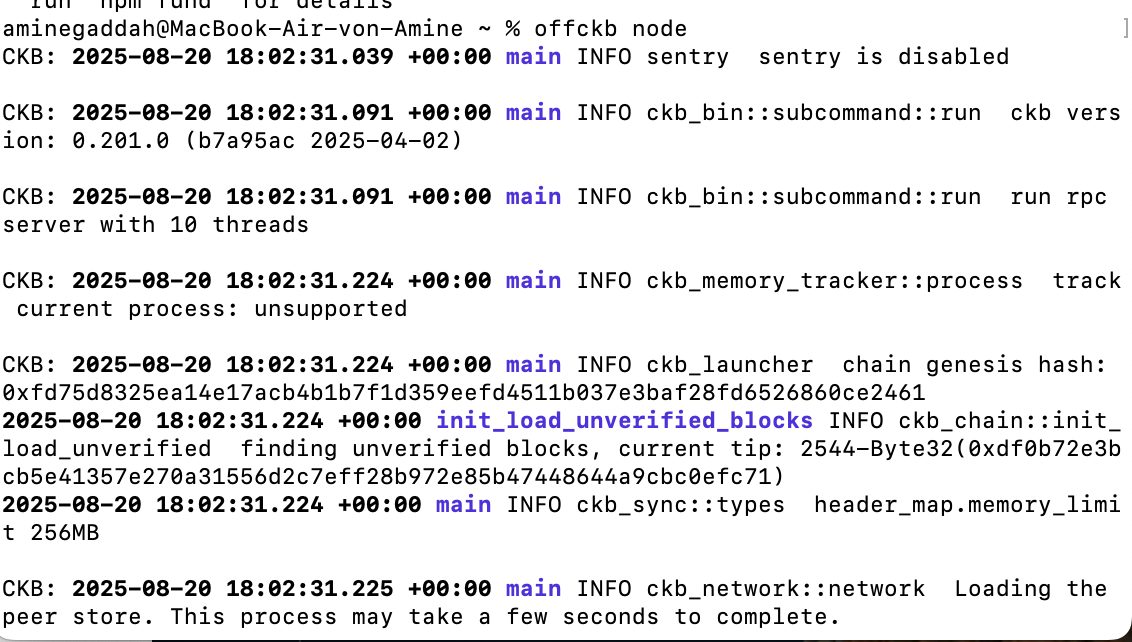 run `npm fund` for details
aminegaddah@MacBook-Air-von-Amine ~ % offckb node
CKB: 2025-08-20 18:02:31.039 +00:00 main INFO sentry  sentry is disabled
CKB: 2025-08-20 18:02:31.091 +00:00 main INFO ckb_bin::subcommand::run  ckb vers
ion: 0.201.0 (b7a95ac 2025-04-02)
CKB: 2025-08-20 18:02:31.091 +00:00 main INFO ckb_bin::subcommand::run  run rpc
server with 10 threads
CKB: 2025-08-20 18:02:31.224 +00:00 main INFO ckb_memory_tracker::process  track
 current process: unsupported
CKB: 2025-08-20 18:02:31.224 +00:00 main INFO ckb_launcher  chain genesis hash:
0xfd75d8325ea14e17acb4b1b7f1d359eefd4511b037e3baf28fd6526860ce2461
2025-08-20 18:02:31.224 +00:00 init_load_unverified_blocks INFO ckb_chain::init_
load_unverified  finding unverified blocks, current tip: 2544-Byte32(0xdf0b72e3b
cb5e41357e270a31556d2c7eff28b972e85b47448644a9cbc0efc71)
2025-08-20 18:02:31.224 +00:00 main INFO ckb_sync::types  header_map.memory_limi
t 256MB
CKB: 2025-08-20 18:02:31.225 +00:00 main INFO ckb_network::network  Loading the
peer store. This process may take a few seconds to complete.